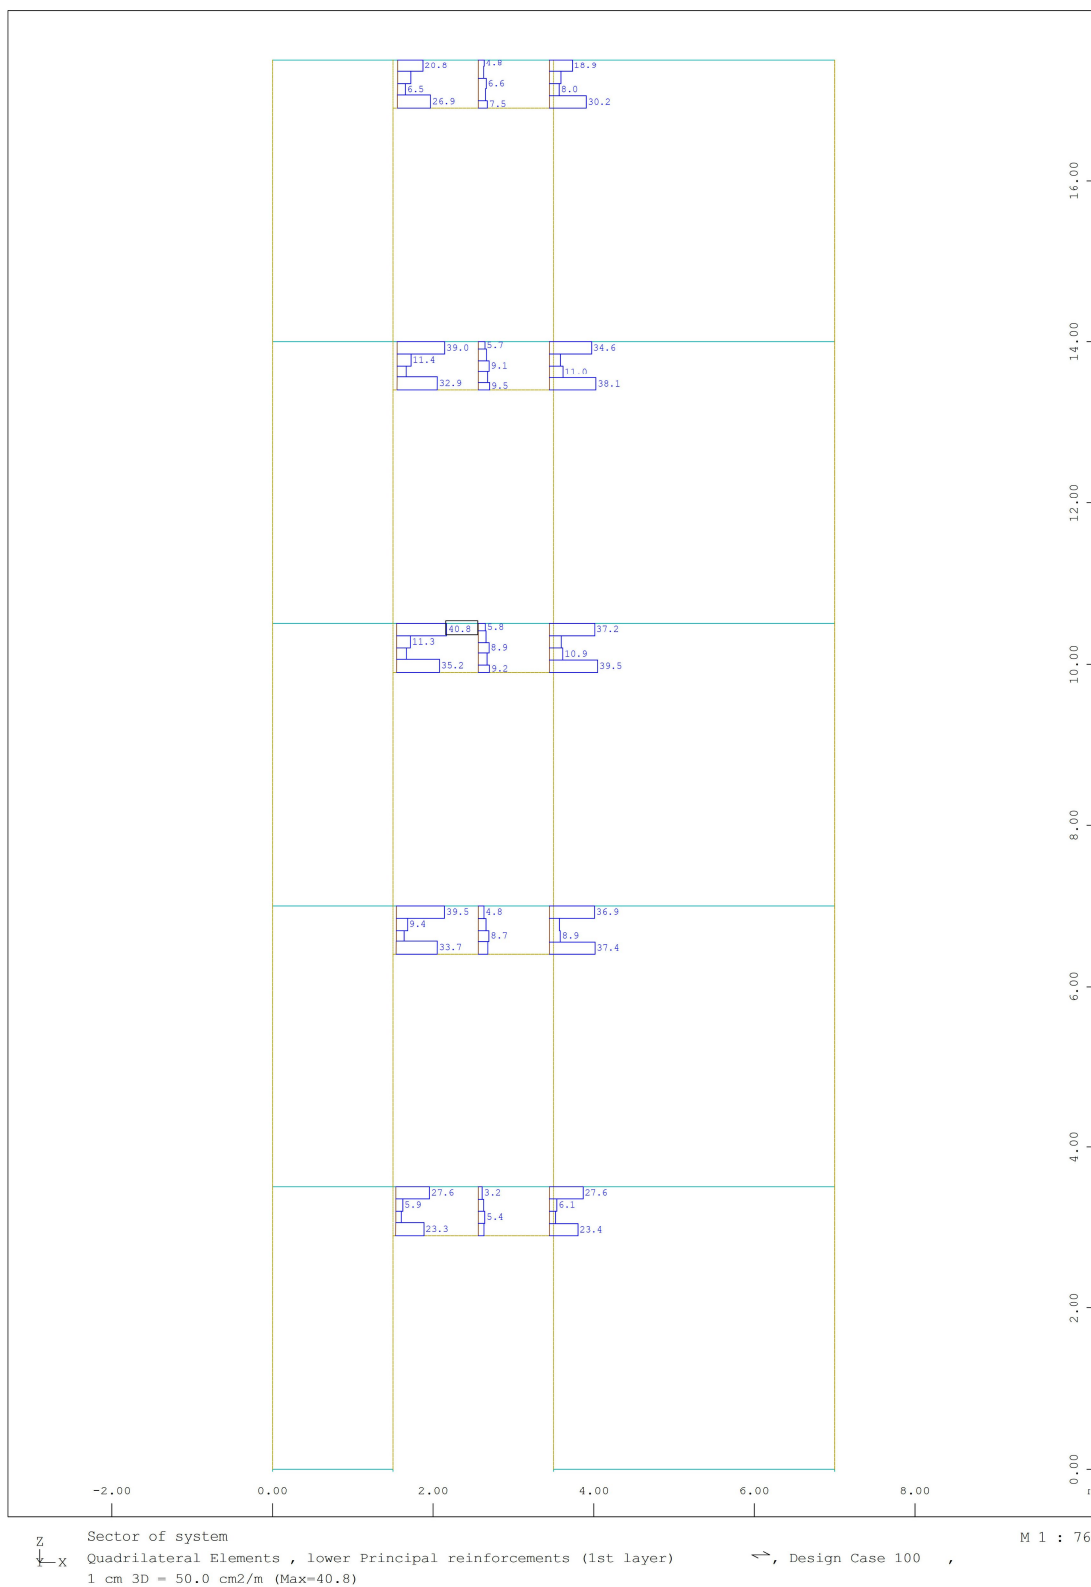 20.8 4.8 18.9
6.6
6.5 8.0
26.9 7.5 30.2
16.00
39.0 5.7 34.6
14.00
11.4 9.1
11.0
32.9 9.5 38.1
12.00
40.8 5.8 37.2
11.3 8.9 10.9
35.2 9.2 39.5
10.00
8.00
39.5 4.8 36.9
9.4 8.7 8.9
33.7 37.4
6.00
4.00
27.6 3.2 27.6
5.9 6.1
5.4
23.3 23.4
2.00
0.00
-2.00 0.00 2.00 4.00 6.00 8.00
Z Sector of system M 1 : 76
Y X Quadrilateral Elements , lower Principal reinforcements (1st layer) , Design Case 100 ,
1 cm 3D = 50.0 cm2/m (Max=40.8)